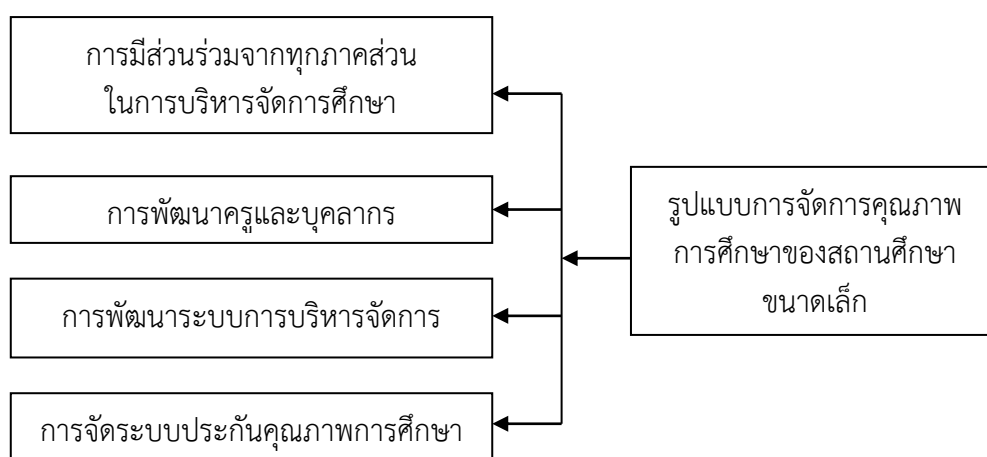 การมีส่วนร่วมจากทุกภาคส่วน
ในการบริหารจัดการศึกษา
การพัฒนาครูและบุคลากร
การพัฒนาระบบการบริหารจัดการ
การจัดระบบประกันคุณภาพการศึกษา
รูปแบบการจัดการคุณภาพ
การศึกษาของสถานศึกษา
ขนาดเล็ก